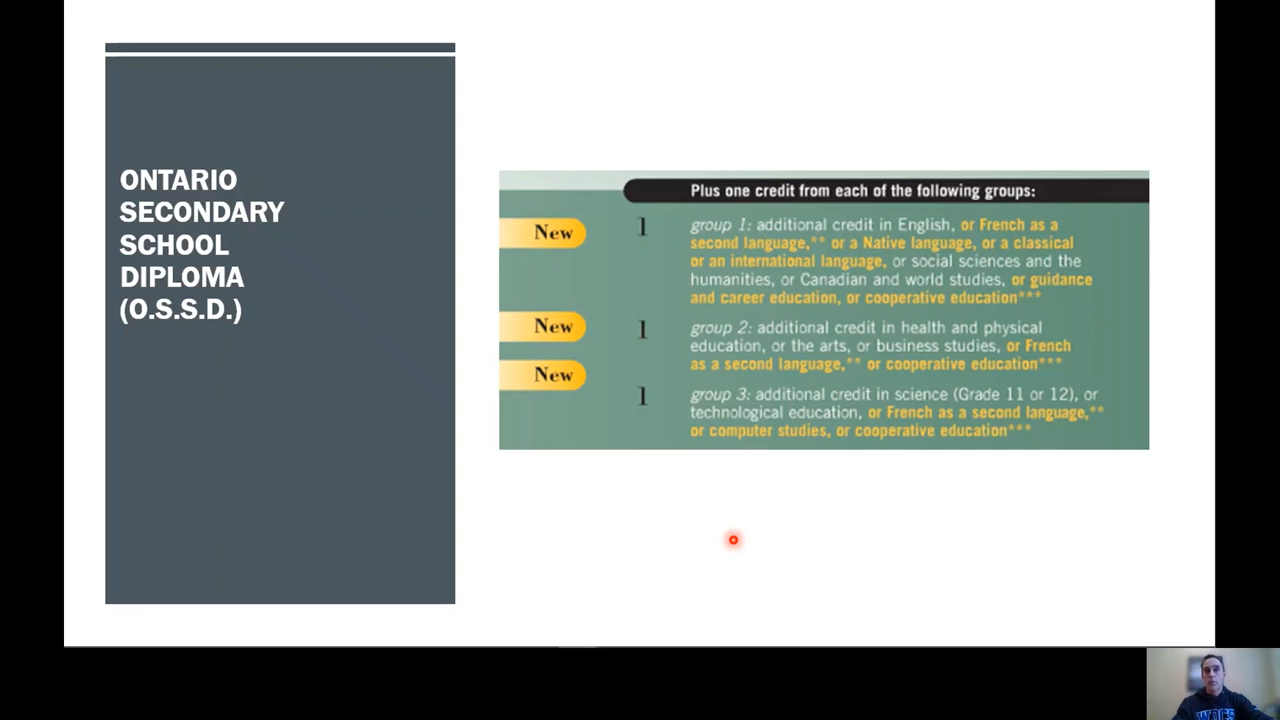 ONTARIO
SECONDARY
SCHOOL
DIPLOMA
(O.S.S.D.)
Plus one credit from each of the following groups:
New
1
group 1: additional credit in English, or French as a
second language,** or a Native language, or a classical
or an international language, or social sciences and the
humanities, or Canadian and world studies, or guidance
and career education, or cooperative education***
New
1
group 2: additional credit in health and physical
education, or the arts, or business studies, or French
as a second language,** or cooperative education***
New
1
group 3: additional credit in science (Grade 11 or 12), or
technological education, or French as a second language,**
or computer studies, or cooperative education***